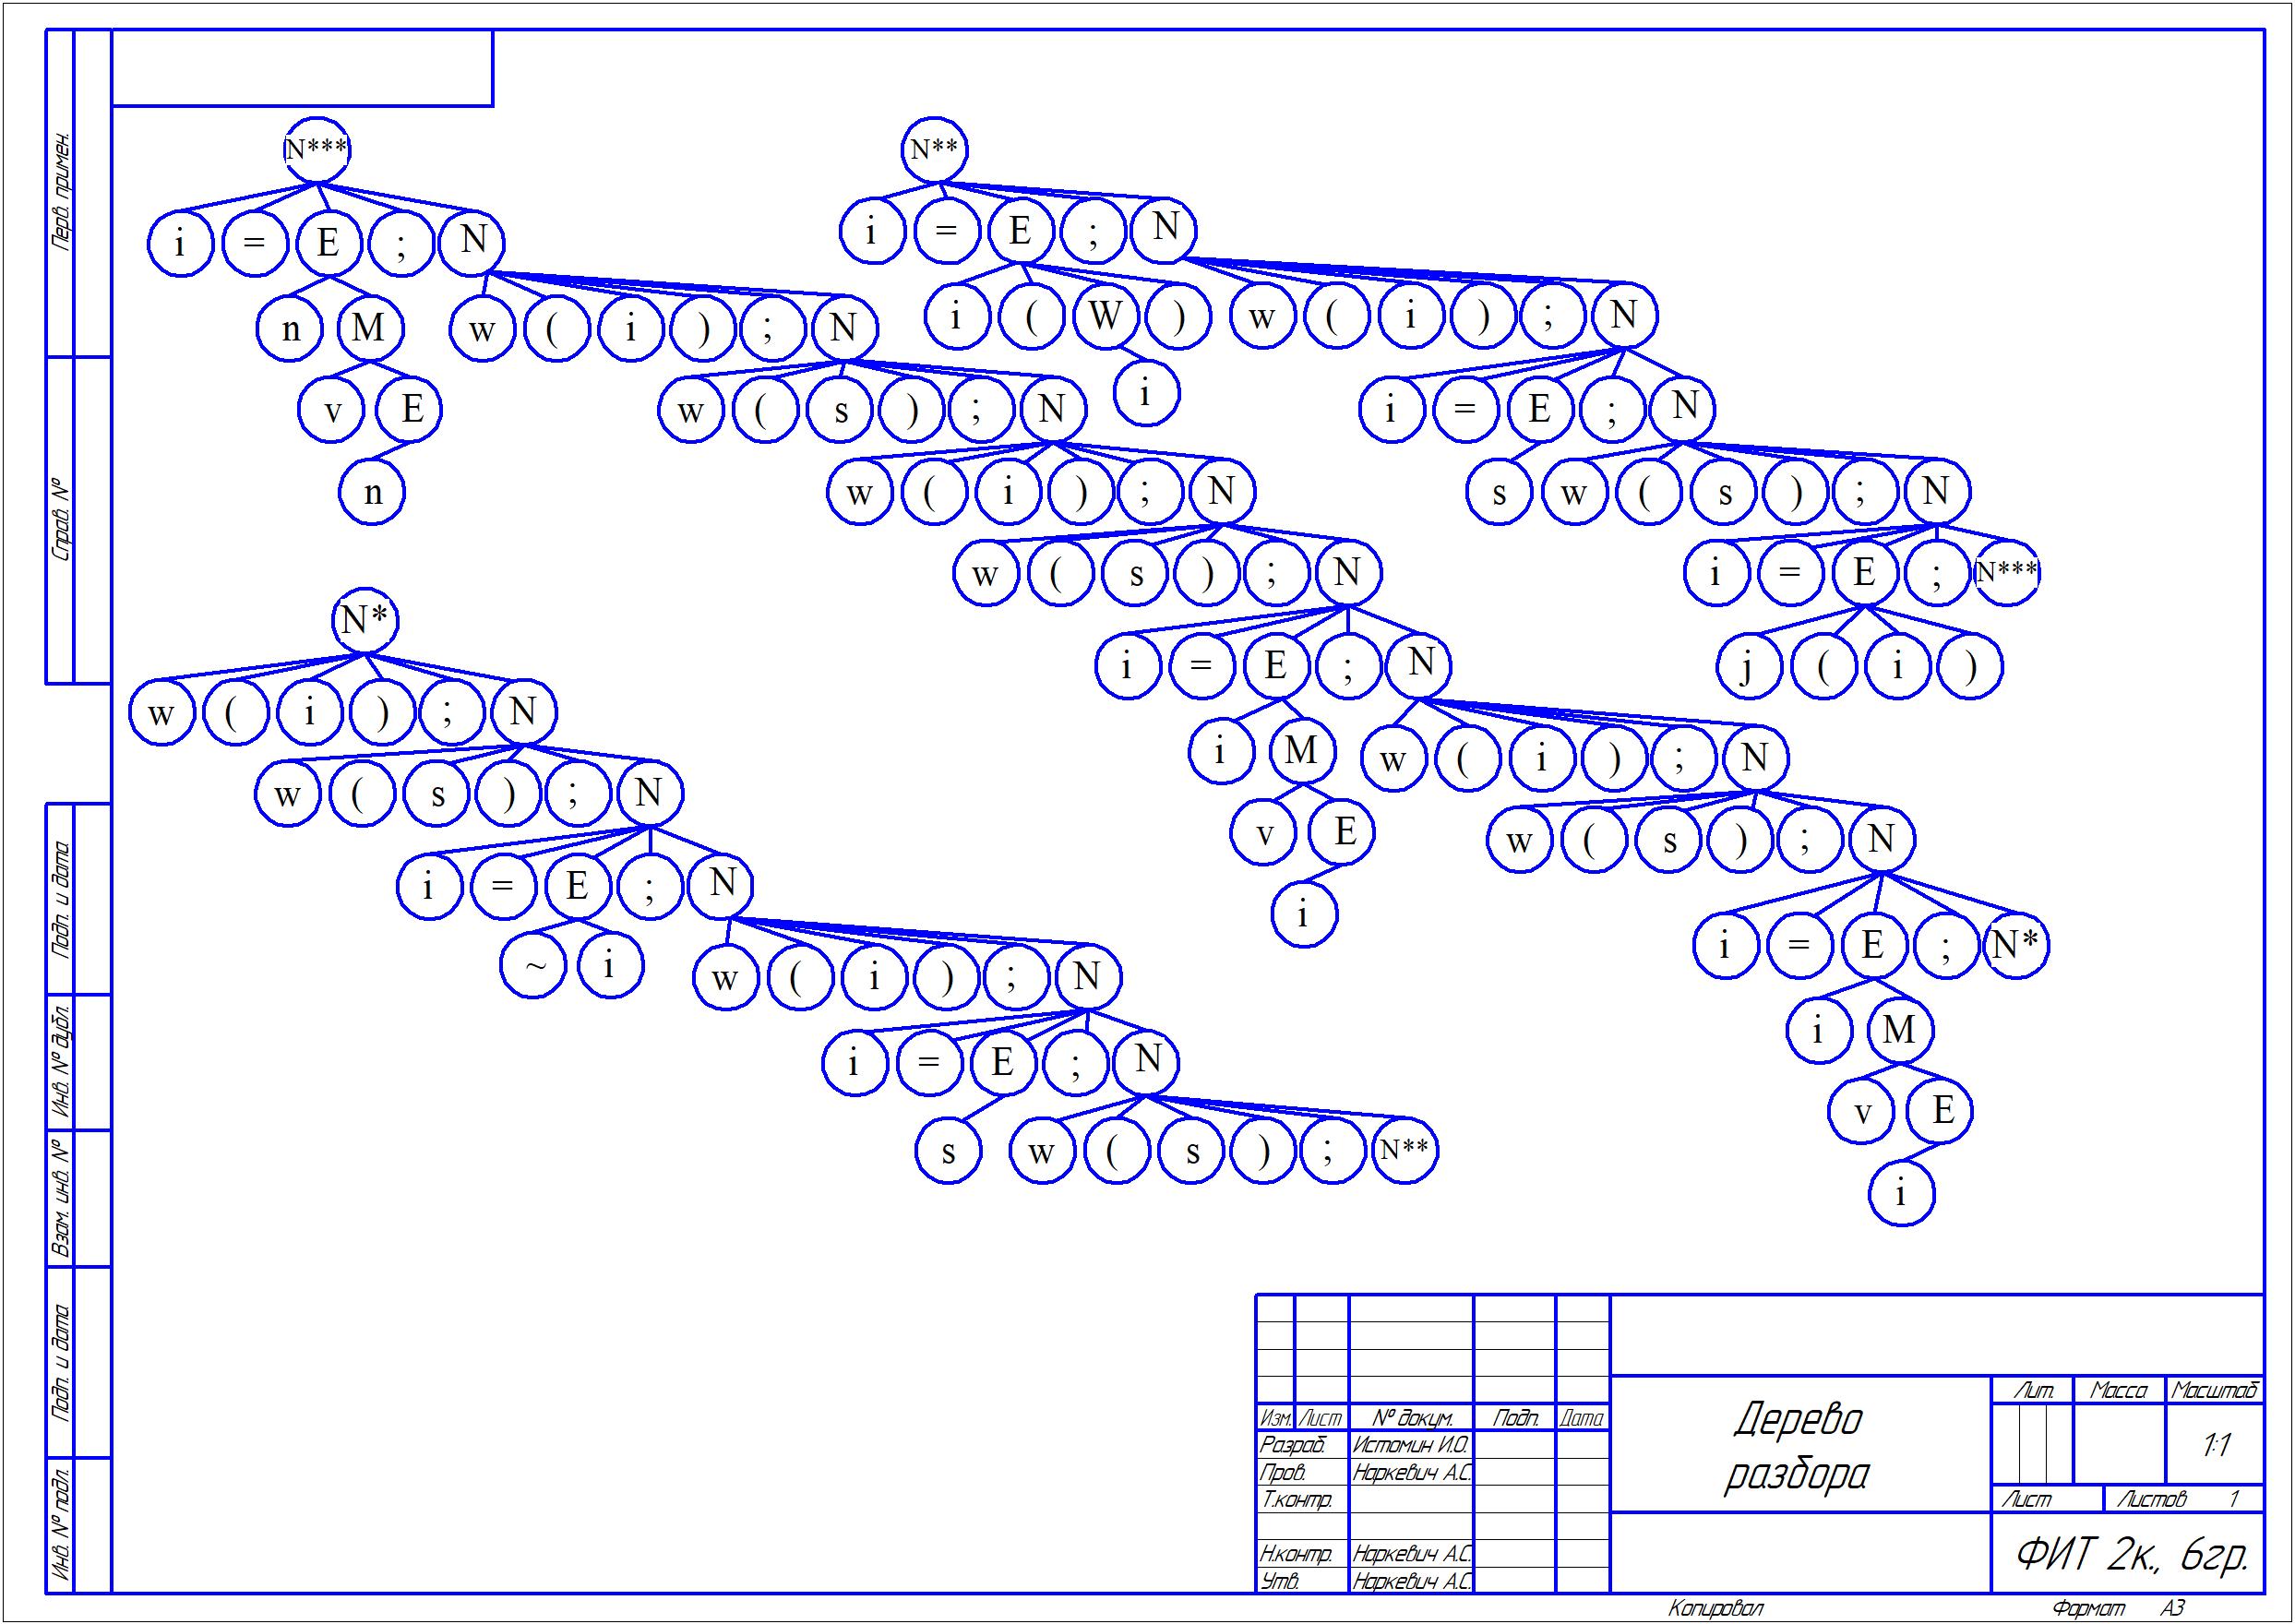 N***
N**
i = E ; N
i = E ; N
n M
w ( i ) ; N
i ( W )
w ( i ) ; N
v E
w ( s ) ; N
i
i = E ; N
n
w ( i ) ; N
s
w ( s ) ; N
w ( s ) ; N
i = E ; N***
i = E ; N
j ( i )
i M
w ( i ) ; N
v E
w ( s ) ; N
i
i = E ; N*
i M
v E
i
N*
w ( i ) ; N
w ( s ) ; N
i = E ; N
~ i
w ( i ) ; N
i = E ; N
s
w ( s ) ; N**
Перв. примен.
Справ. №
Подп. и дата
Инв. № дубл.
Взам. инв. №
Подп. и дата
Инв. № подл.
Изм. Лист № докум. Подп. Дата
Разраб. Истомин И.О.
Пров. Наркевич А.С.
Т.контр.
Н.контр. Наркевич А.С.
Утв. Наркевич А.С.
Дерево
разбора
Лит. Масса Масштаб
1:1
Лист Листов 1
ФИТ 2к., 6гр.
Копировал Формат А3